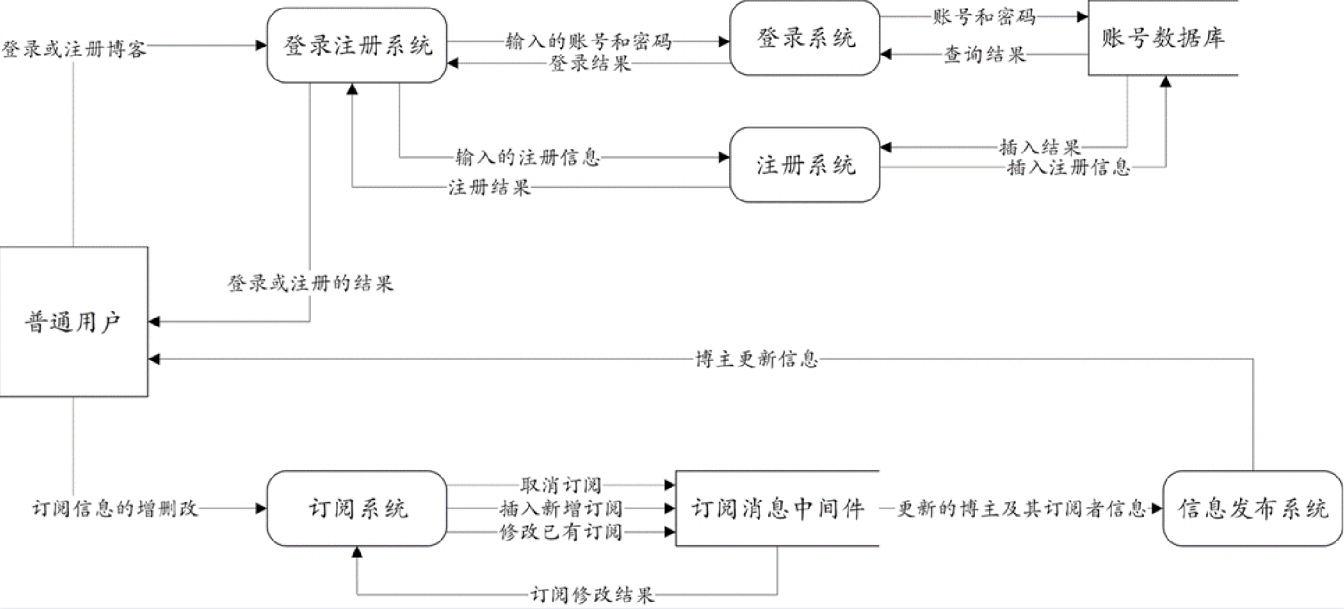 账号和密码
登录或注册博客
登录注册系统
输入的账号和密码
登录系统
账号数据库
登录结果
查询结果
输入的注册信息
注册系统
插入结果
注册结果
插入注册信息
登录或注册的结果
普通用户
博主更新信息
取消订阅
订阅信息的增删改
订阅系统
插入新增订阅
订阅消息中间件
更新的博主及其订阅者信息
信息发布系统
修改已有订阅
订阅修改结果